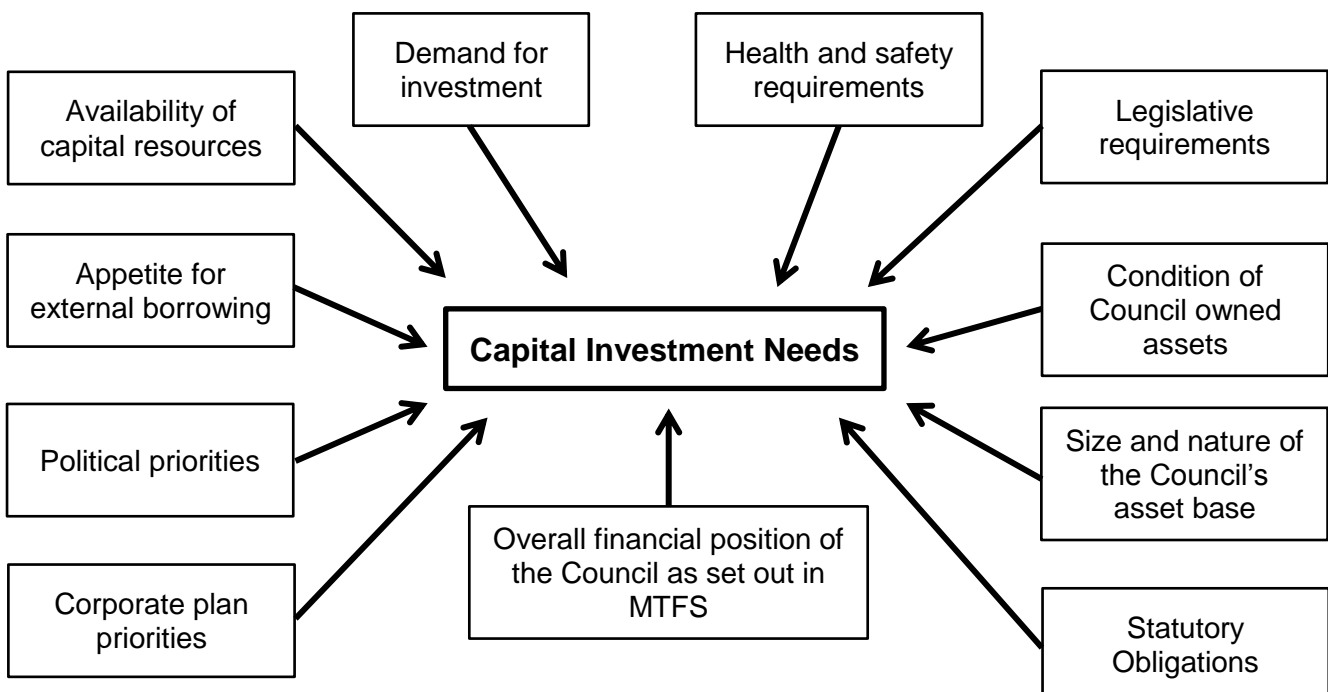 Demand for
investment
Health and safety
requirements
Availability of
capital resources
Legislative
requirements
Appetite for
external borrowing
Condition of
Council owned
assets
Capital Investment Needs
Political priorities
Size and nature of
the Council’s
asset base
Overall financial position of
the Council as set out in
MTFS
Corporate plan
priorities
Statutory
Obligations